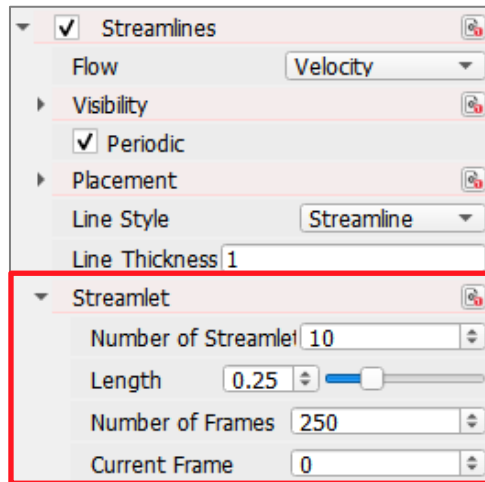 Streamlines
Flow Velocity
Visibility
Periodic
Placement
Line Style Streamline
Line Thickness 1
Streamlet
Number of Streamlet 10
Length 0.25
Number of Frames 250
Current Frame 0